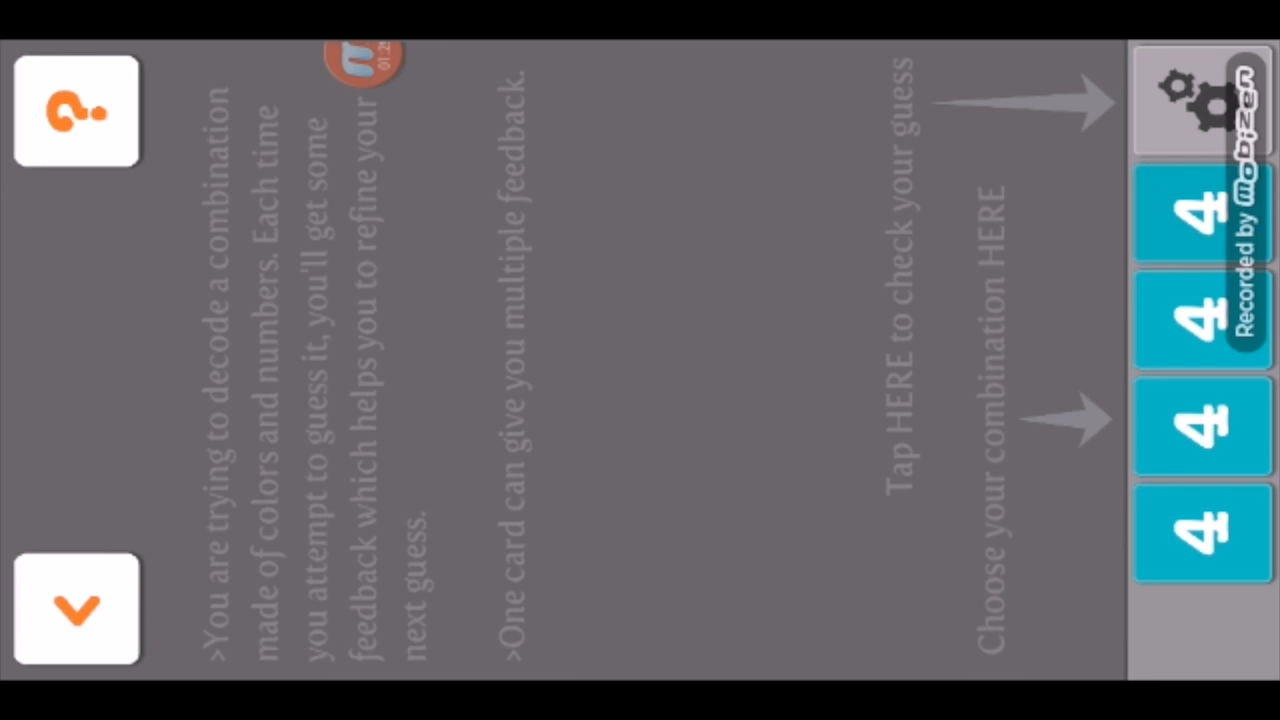 ?
>You are trying to decode a combination
made of colors and numbers. Each time
you attempt to guess it, you'll get some
feedback which helps you to refine your
next guess.
>One card can give you multiple feedback.
Tap HERE to check your guess
Choose your combination HERE
4 4 4 4
Recorded by mobizen